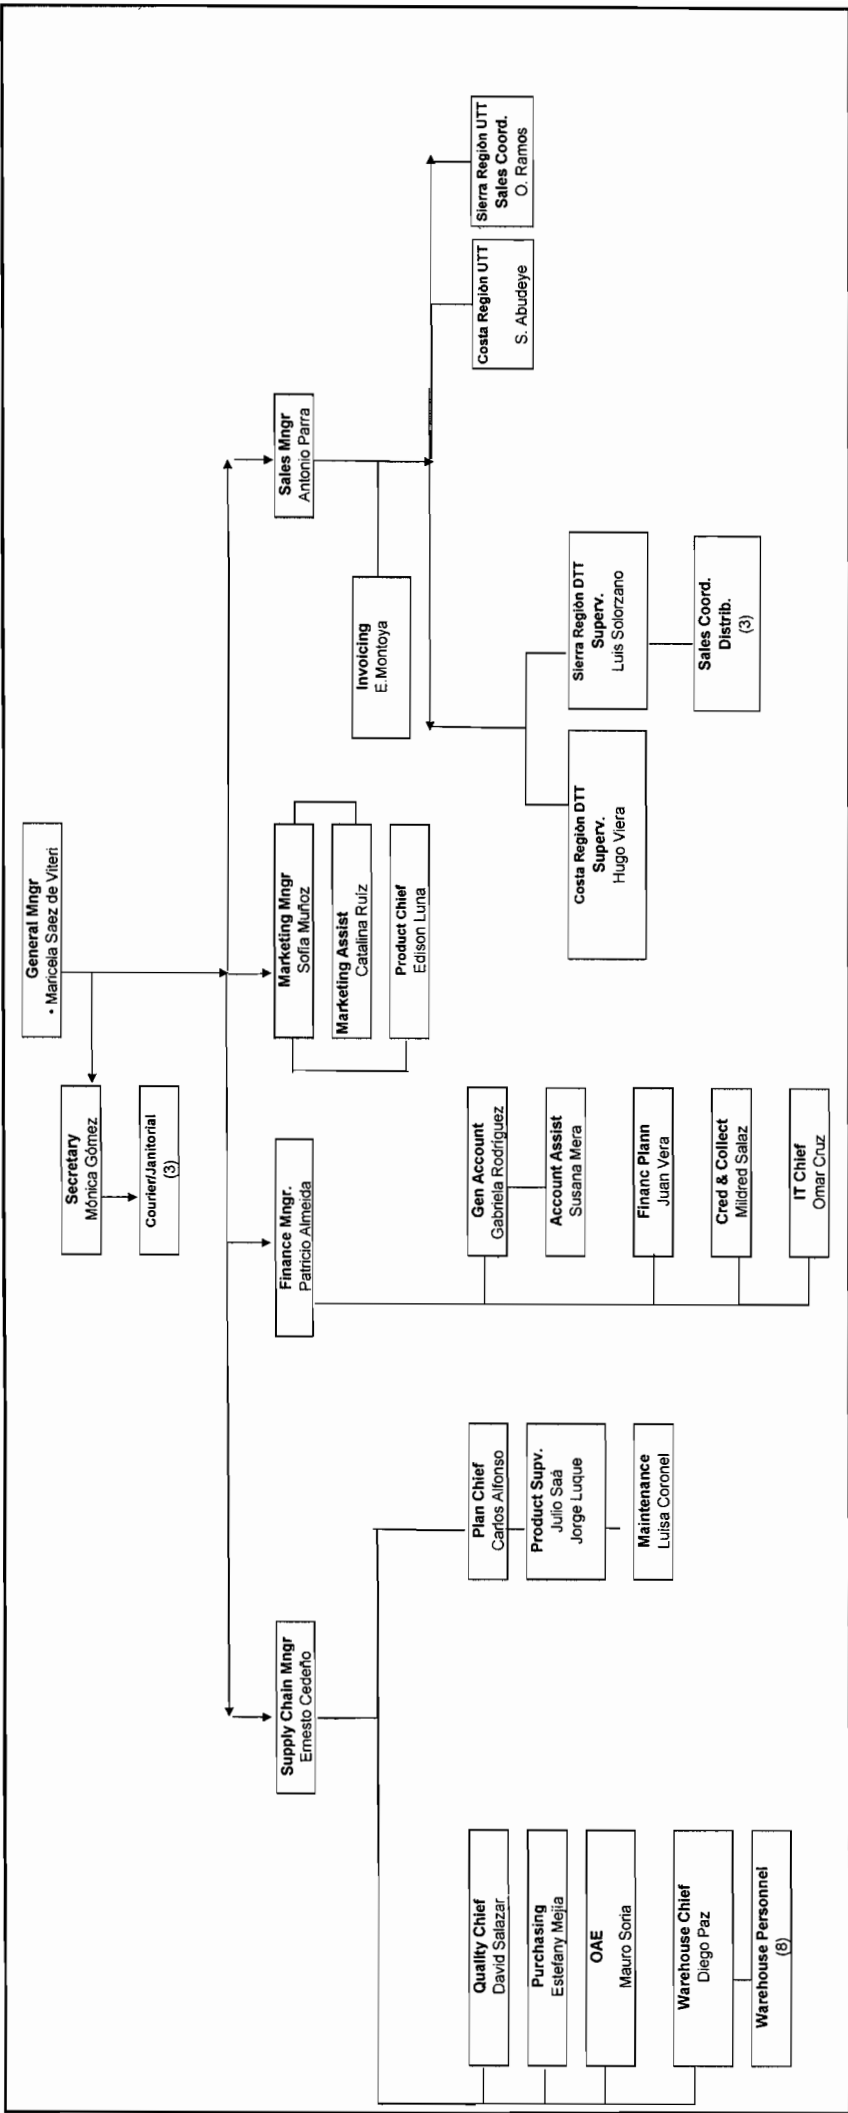 General Mngr
• Maricela Saez de Viteri
Secretary
Mónica Gómez
Courier/Janitorial
(3)
Supply Chain Mngr
Ernesto Cedeño
Finance Mngr.
Patricio Almeida
Marketing Mngr
Sofía Muñoz
Marketing Assist
Catalina Ruíz
Product Chief
Edison Luna
Sales Mngr
Antonio Parra
Invoicing
E.Montoya
Quality Chief
David Salazar
Purchasing
Estefany Mejia
OAE
Mauro Soria
Warehouse Chief
Diego Paz
Warehouse Personnel
(8)
Plan Chief
Carlos Alfonso
Product Supv.
Julio Saá
Jorge Luque
Maintenance
Luisa Coronel
Gen Account
Gabriela Rodríguez
Account Assist
Susana Mera
Financ Plann
Juan Vera
Cred & Collect
Mildred Salaz
IT Chief
Omar Cruz
Costa Regiòn DTT
Superv.
Hugo Viera
Sierra Regiòn DTT
Superv.
Luis Solorzano
Sales Coord.
Distrib.
(3)
Costa Regiòn UTT
S. Abudeye
Sierra Regiòn UTT
Sales Coord.
O. Ramos